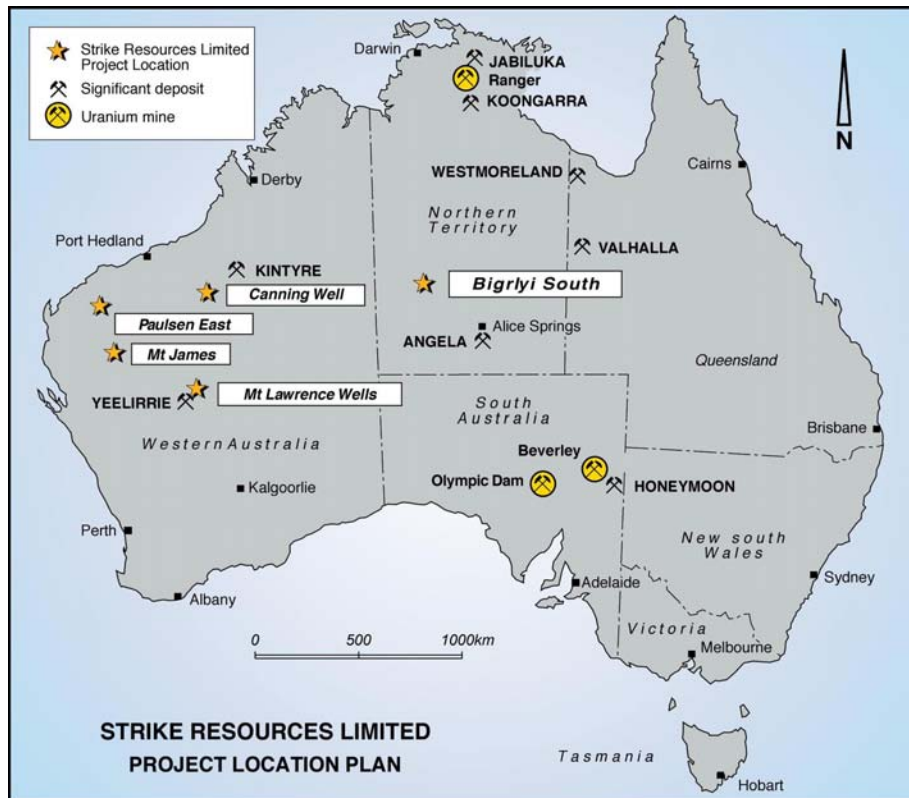 Strike Resources Limited
Project Location
Significant deposit
Uranium mine
Darwin
JABILUKA
Ranger
KOONGARRA
N
Cairns
WESTMORELAND
Derby
Northern
Territory
Port Hedland
VALHALLA
KINTYRE
Canning Well
Bigrlyi South
Paulsen East
Alice Springs
ANGELA
Mt James
Queensland
Mt Lawrence Wells
YEELIRRIE
South
Australia
Brisbane
Western Australia
Beverley
Olympic Dam
HONEYMOON
Kalgoorlie
Perth
New south
Wales
Adelaide
Sydney
Albany
Victoria
Melbourne
0 500 1000km
STRIKE RESOURCES LIMITED
PROJECT LOCATION PLAN
Tasmania
Hobart